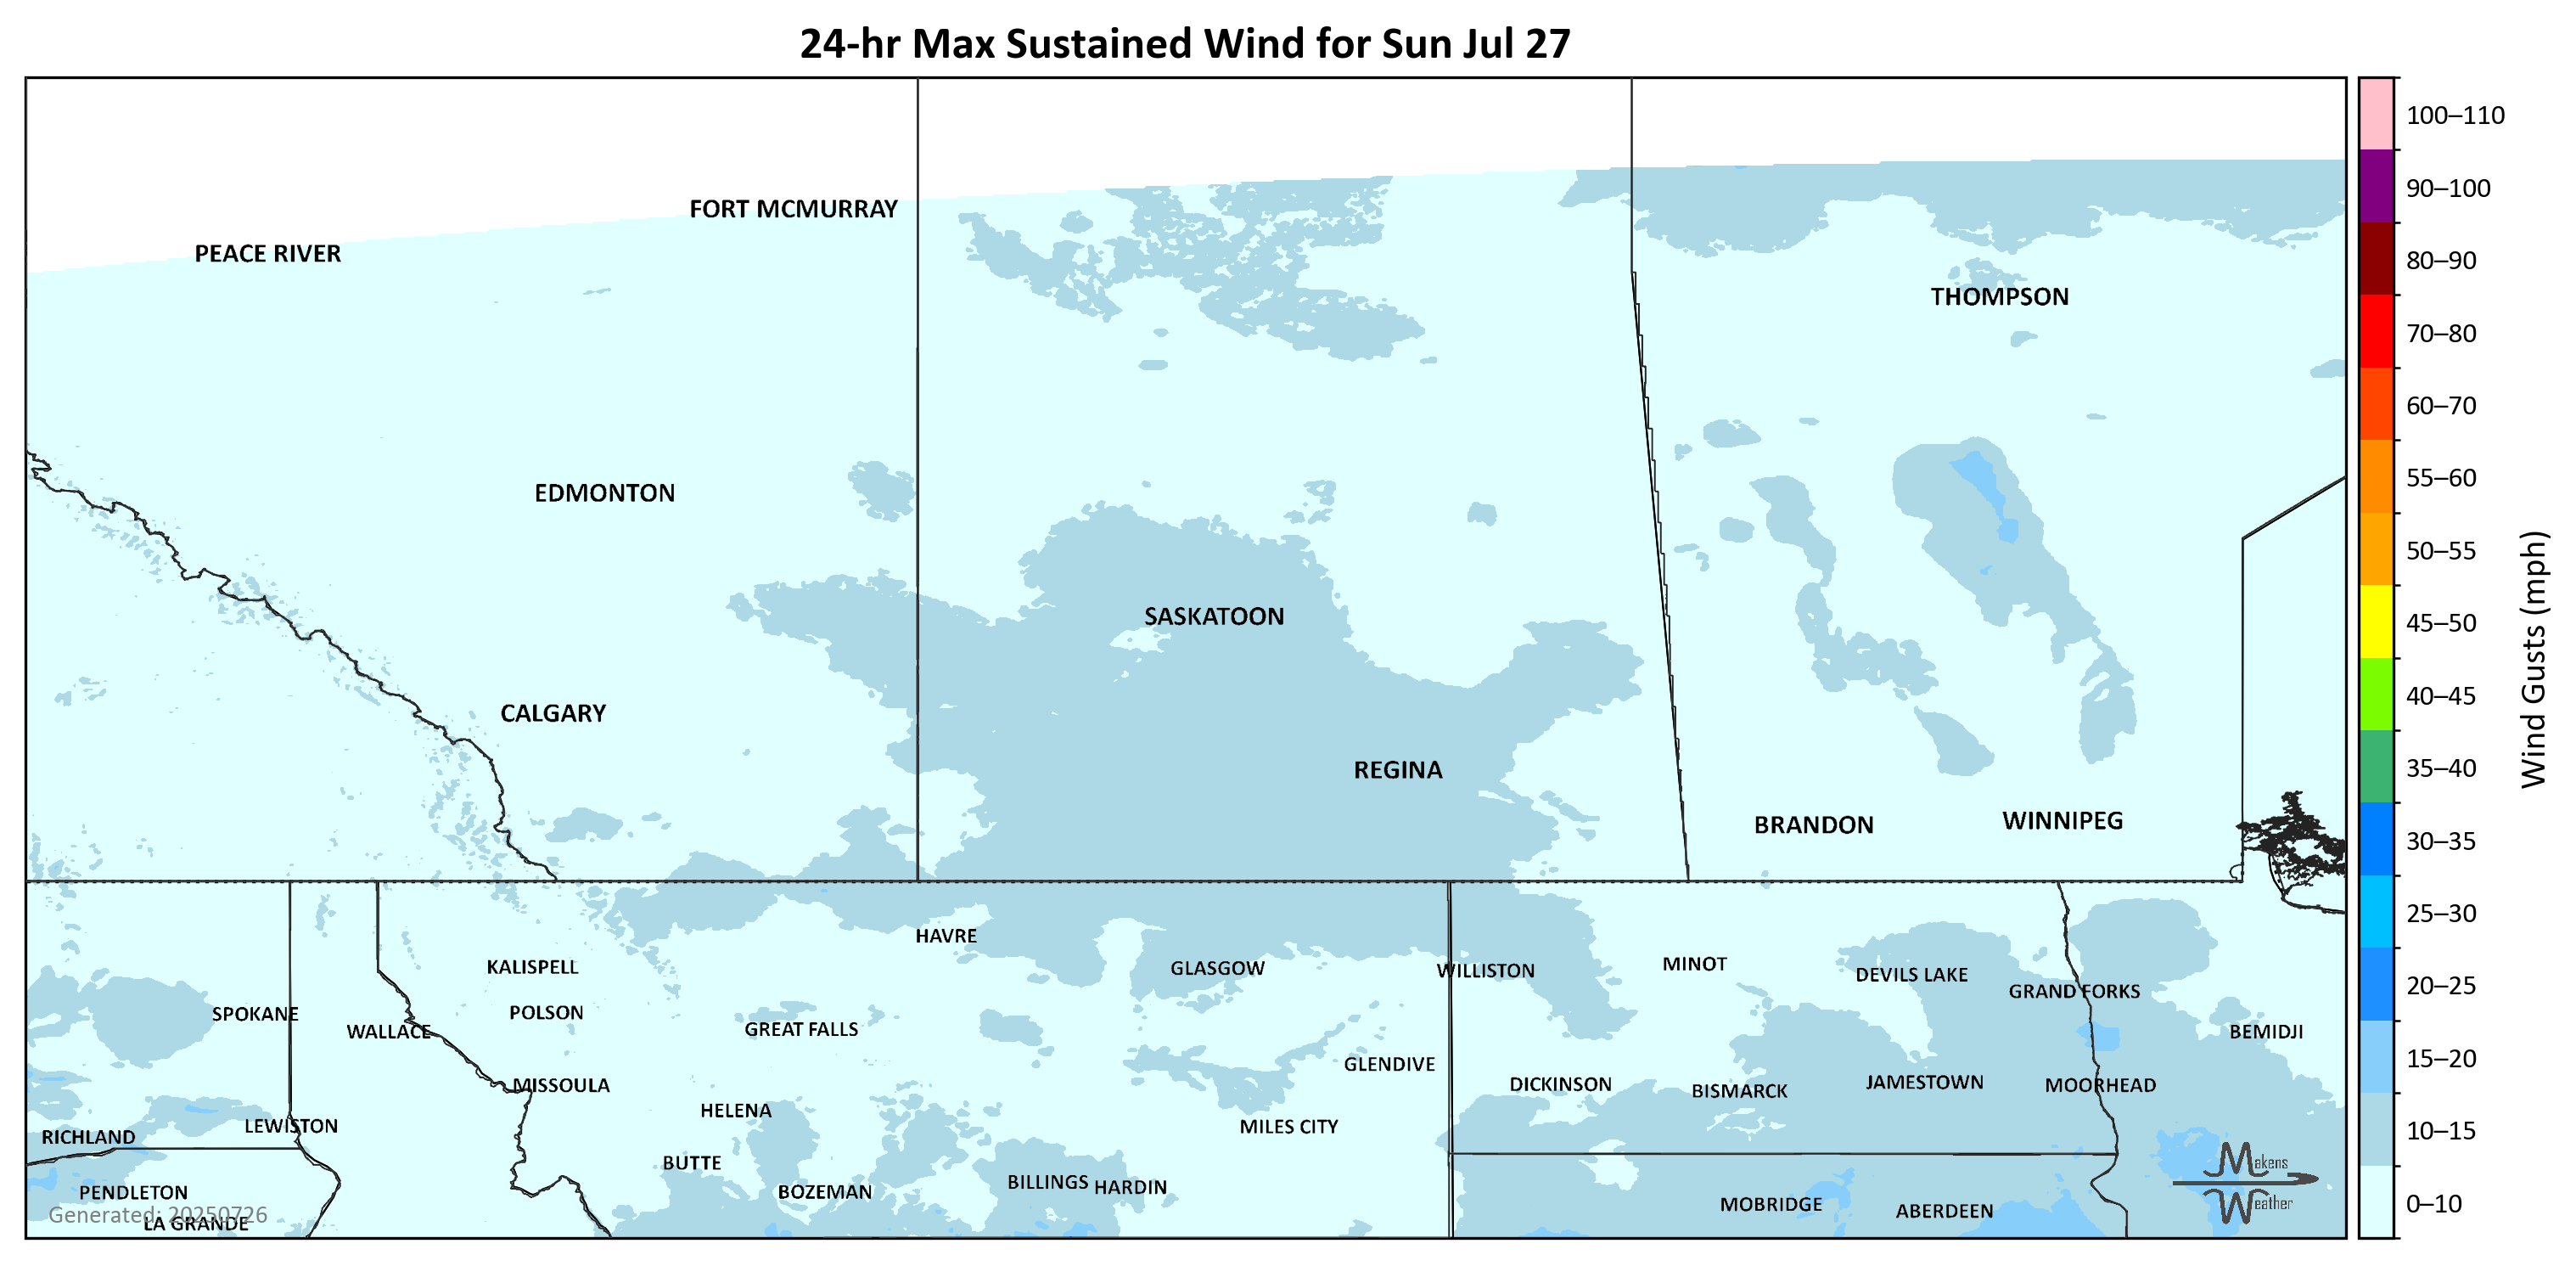 24-hr Max Sustained Wind for Sun Jul 27
100–110
90–100
80–90
70–80
60–70
55–60
50–55
45–50
40–45
35–40
30–35
25–30
20–25
15–20
10–15
0–10
Wind Gusts (mph)
FORT MCMURRAY
PEACE RIVER
THOMPSON
EDMONTON
SASKATOON
CALGARY
REGINA
BRANDON
WINNIPEG
HAVRE
KALISPELL
GLASGOW
WILLISTON
MINOT
DEVILS LAKE
GRAND FORKS
SPOKANE
POLSON
WALLACE
GREAT FALLS
BEMIDJI
GLENDIVE
MISSOULA
DICKINSON
BISMARCK
JAMESTOWN
MOORHEAD
HELENA
LEWISTON
MILES CITY
RICHLAND
BUTTE
BILLINGS
HARDIN
PENDLETON
BOZEMAN
MOBRIDGE
ABERDEEN
LA GRANDE
Generated: 20250726
Makens
Weather